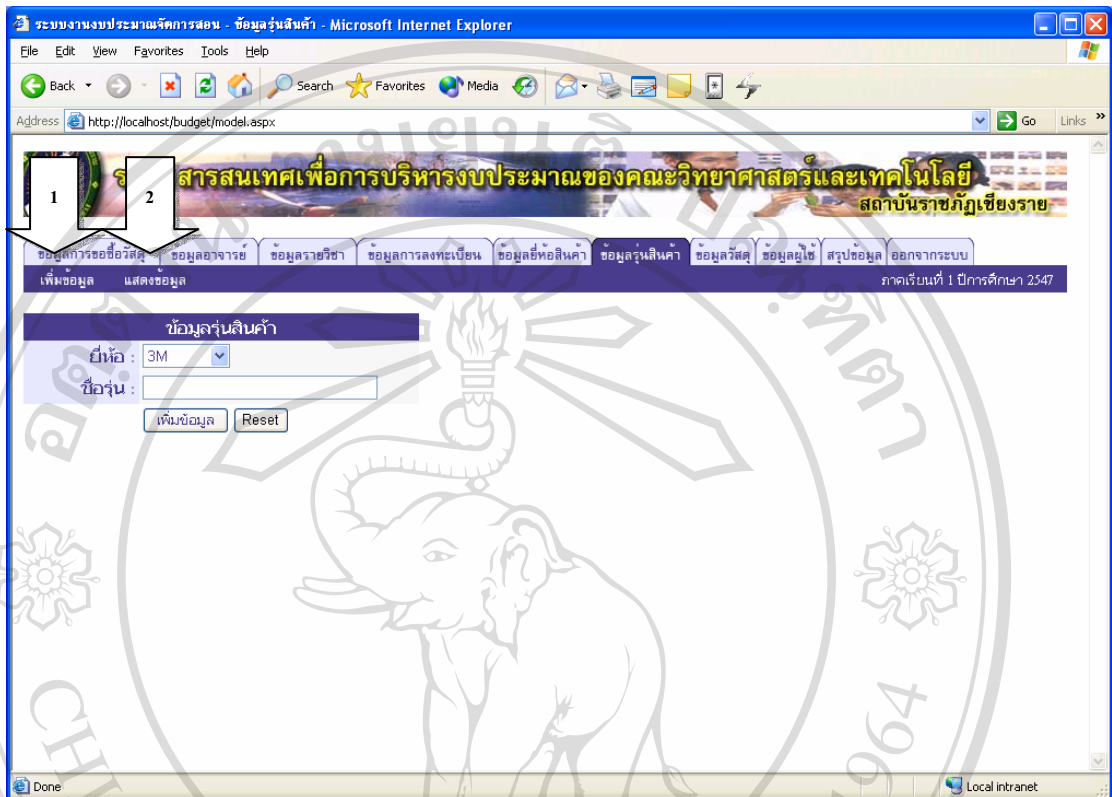 ระบบงานงบประมาณจัดการสอน - ข้อมูลรุ่นสินค้า - Microsoft Internet Explorer
File Edit View Favorites Tools Help
Back Search Favorites Media
Address http://localhost/budget/model.aspx Go Links »
สารสนเทศเพื่อการบริหารงบประมาณของคณะวิทยาศาสตร์และเทคโนโลยี
สถาบันราชภัฏเชียงราย
1 2
ข้อมูลการขอซื้อวัสดุ ข้อมูลอาจารย์ ข้อมูลรายวิชา ข้อมูลการลงทะเบียน ข้อมูลยี่ห้อสินค้า ข้อมูลรุ่นสินค้า ข้อมูลวัสดุ ข้อมูลผู้ใช้ สรุปข้อมูล ออกจากระบบ
เพิ่มข้อมูล แสดงข้อมูล ภาคเรียนที่ 1 ปีการศึกษา 2547
ข้อมูลรุ่นสินค้า
ยี่ห้อ : 3M
ชื่อรุ่น :
เพิ่มข้อมูล Reset
Done Local intranet